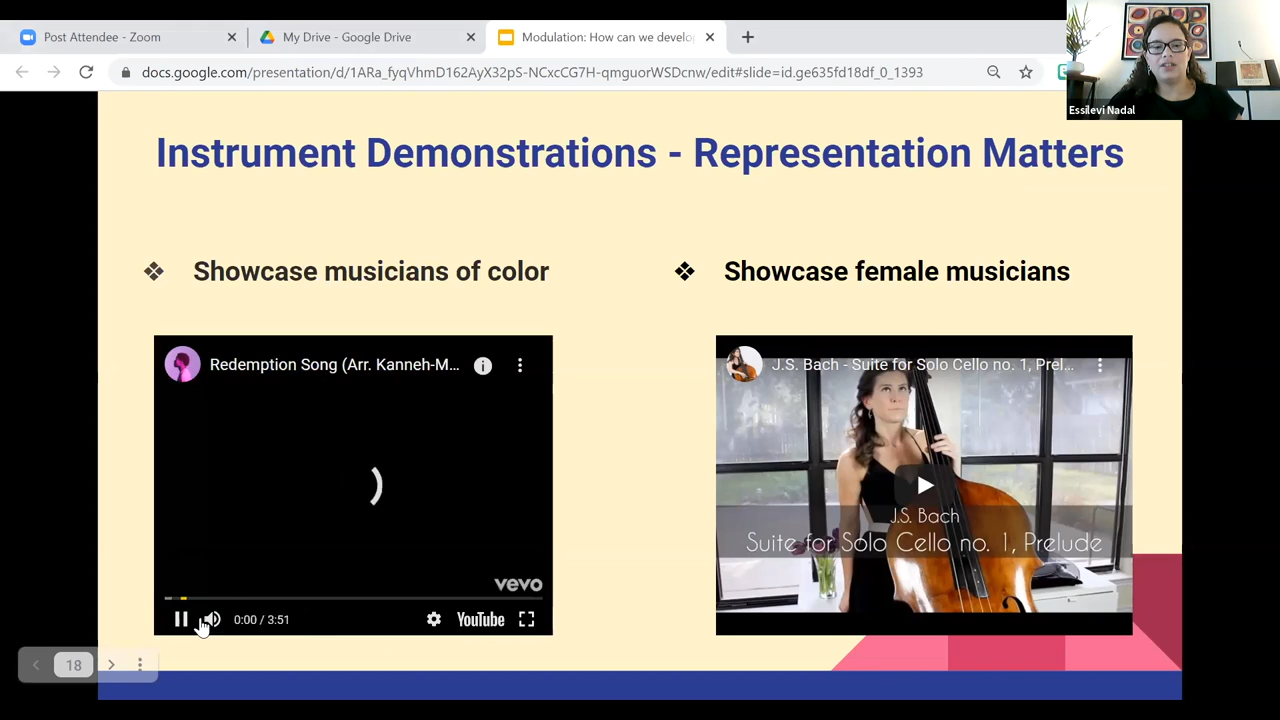 Post Attendee - Zoom
My Drive - Google Drive
Modulation: How can we develo
docs.google.com/presentation/d/1ARa_fyqVhmD162AyX32pS-NCxcCG7H-qmguorWSDcnw/edit#slide=id.ge635fd18df_0_1393
Essilevi Nadal
Instrument Demonstrations - Representation Matters
Showcase musicians of color
Showcase female musicians
Redemption Song (Arr. Kanneh-M...
vevo
0:00 / 3:51
YouTube
J.S. Bach - Suite for Solo Cello no. 1, Prel...
J.S. Bach
Suite for Solo Cello no. 1, Prelude
18